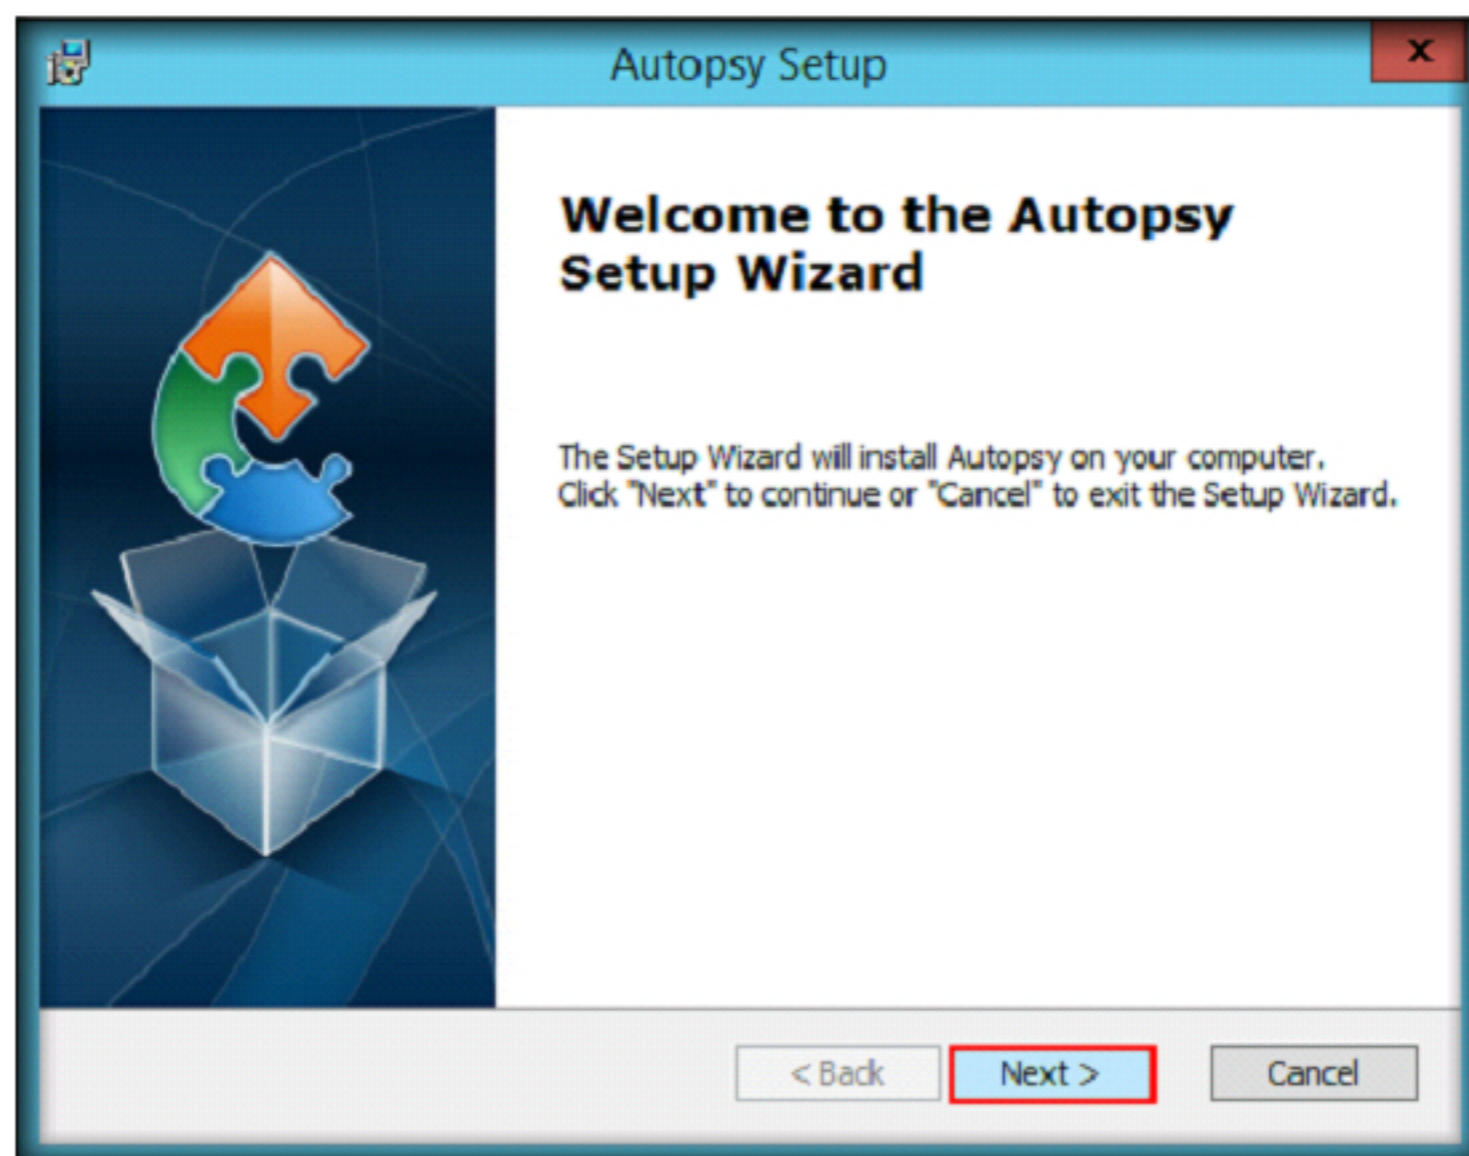 Autopsy Setup
x
Welcome to the Autopsy
Setup Wizard
The Setup Wizard will install Autopsy on your computer.
Click "Next" to continue or "Cancel" to exit the Setup Wizard.
< Back Next > Cancel